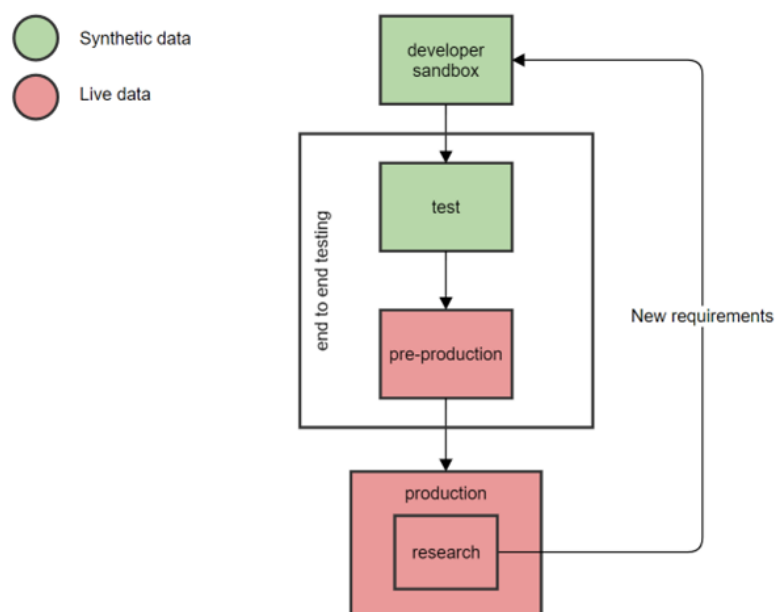 Synthetic data
Live data
developer
sandbox
test
end to end testing
pre-production
New requirements
production
research